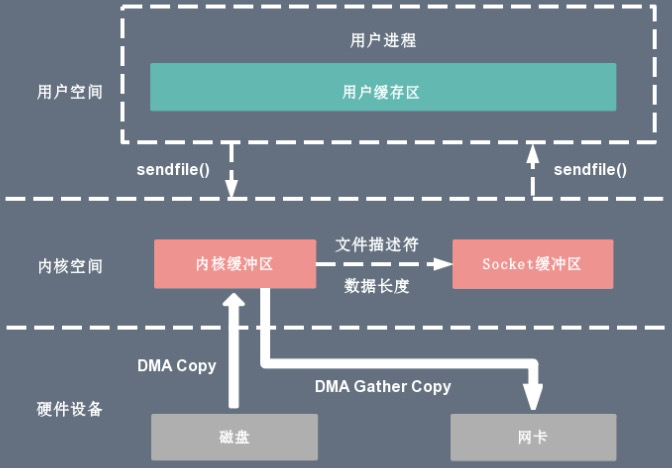 用户进程
用户空间
用户缓存区
sendfile()
sendfile()
文件描述符
内核空间
内核缓冲区
Socket缓冲区
数据长度
DMA Copy
DMA Gather Copy
硬件设备
磁盘
网卡